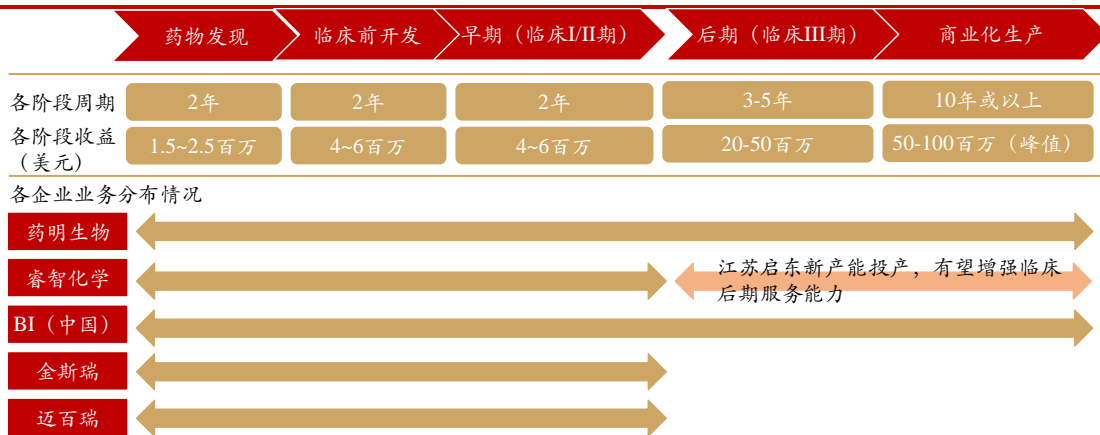 药物发现
临床前开发
早期（临床I/II期）
后期（临床III期）
商业化生产
各阶段周期
2年
2年
2年
3-5年
10年或以上
各阶段收益
（美元）
1.5~2.5百万
4~6百万
4~6百万
20-50百万
50-100百万（峰值）
各企业业务分布情况
药明生物
睿智化学
江苏启东新产能投产，有望增强临床
后期服务能力
BI（中国）
金斯瑞
迈百瑞